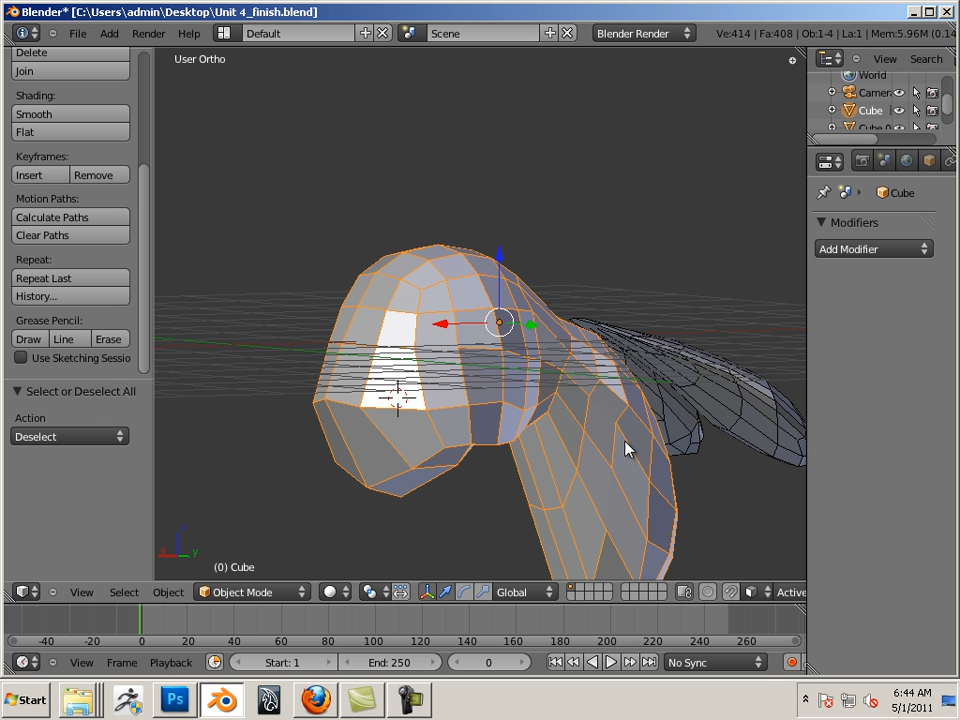 Blender* [C:\Users\admin\Desktop\Unit 4_finish.blend]
File Add Render Help Default Scene Blender Render Ve:414 | Fa:408 | Ob:1-4 | La:1 | Mem:5.96M (0.14
Delete
Join
Shading:
Smooth
Flat
Keyframes:
Insert Remove
Motion Paths:
Calculate Paths
Clear Paths
Repeat:
Repeat Last
History...
Grease Pencil:
Draw Line Erase
Use Sketching Sessio
Select or Deselect All
Action
Deselect
User Ortho
(0) Cube
x y
View Search
World
Camer
Cube
Cube.0
Cube
Modifiers
Add Modifier
View Select Object Object Mode Global Active
-40 -20 0 20 40 60 80 100 120 140 160 180 200 220 240 260
View Frame Playback Start: 1 End: 250 0 No Sync
Start Ps 6:44 AM
5/1/2011